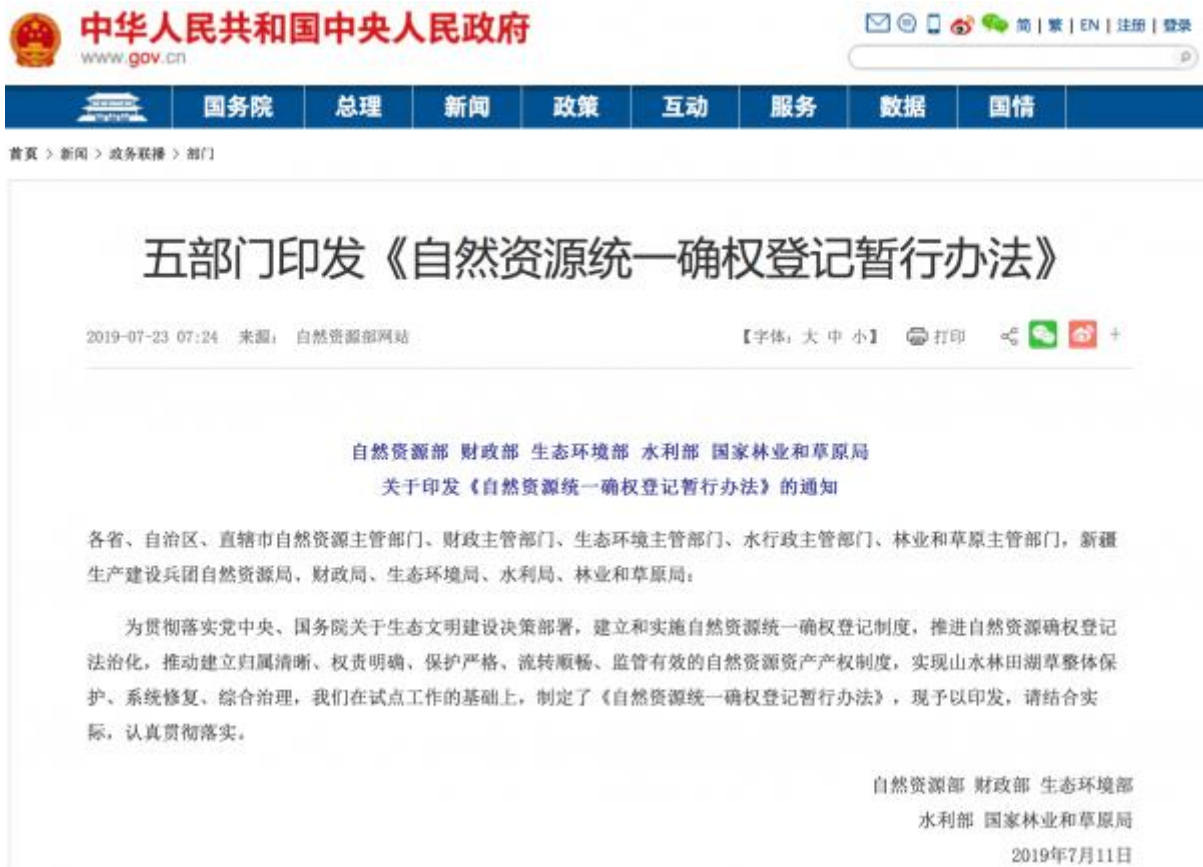 中华人民共和国中央人民政府
www.gov.cn
简 | 繁 | EN | 注册 | 登录
国务院 总理 新闻 政策 互动 服务 数据 国情
首页 > 新闻 > 政务联播 > 部门
五部门印发《自然资源统一确权登记暂行办法》
2019-07-23 07:24 来源： 自然资源部网站 【字体：大 中 小】 打印 +
自然资源部 财政部 生态环境部 水利部 国家林业和草原局
关于印发《自然资源统一确权登记暂行办法》的通知
各省、自治区、直辖市自然资源主管部门、财政主管部门、生态环境主管部门、水行政主管部门、林业和草原主管部门，新疆
生产建设兵团自然资源局、财政局、生态环境局、水利局、林业和草原局：
为贯彻落实党中央、国务院关于生态文明建设决策部署，建立和实施自然资源统一确权登记制度，推进自然资源确权登记
法治化，推动建立归属清晰、权责明确、保护严格、流转顺畅、监管有效的自然资源资产产权制度，实现山水林田湖草整体保
护、系统修复、综合治理，我们在试点工作的基础上，制定了《自然资源统一确权登记暂行办法》，现予以印发，请结合实
际，认真贯彻落实。
自然资源部 财政部 生态环境部
水利部 国家林业和草原局
2019年7月11日